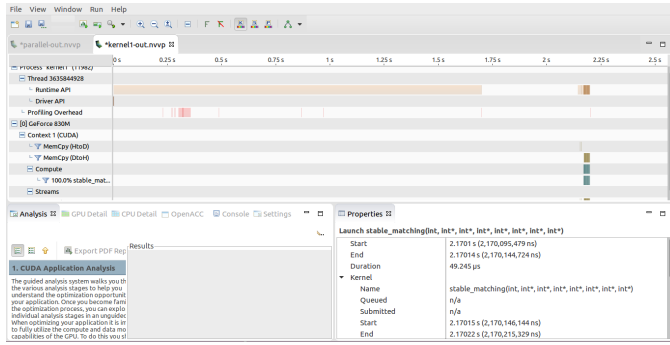 File View Window Run Help
*parallel-out.nvvp *kernel1-out.nvvp
0 s 0.25 s 0.5 s 0.75 s 1 s 1.25 s 1.5 s 1.75 s 2 s 2.25 s 2.5 s
Process "kernel1" (11982)
Thread 3635844928
Runtime API
Driver API
Profiling Overhead
[0] GeForce 830M
Context 1 (CUDA)
MemCpy (HtoD)
MemCpy (DtoH)
Compute
100.0% stable_mat...
Streams
Analysis GPU Detail CPU Detail OpenACC Console Settings
Export PDF Rep
Results
1. CUDA Application Analysis
The guided analysis system walks you th
the various analysis stages to help you
understand the optimization opportunit
your application. Once you become fami
the optimization process, you can explo
individual analysis stages in an unguided
When optimizing your application it is im
to fully utilize the compute and data mo
capabilities of the GPU. To do this you sl
Properties
Launch stable_matching(int, int*, int*, int*, int*, int*, int*, int*)
Start 2.1701 s (2,170,095,479 ns)
End 2.17014 s (2,170,144,724 ns)
Duration 49.245 µs
Kernel
Name stable_matching(int, int*, int*, int*, int*, int*, int*, int*)
Queued n/a
Submitted n/a
Start 2.17015 s (2,170,146,144 ns)
End 2.17022 s (2,170,215,329 ns)